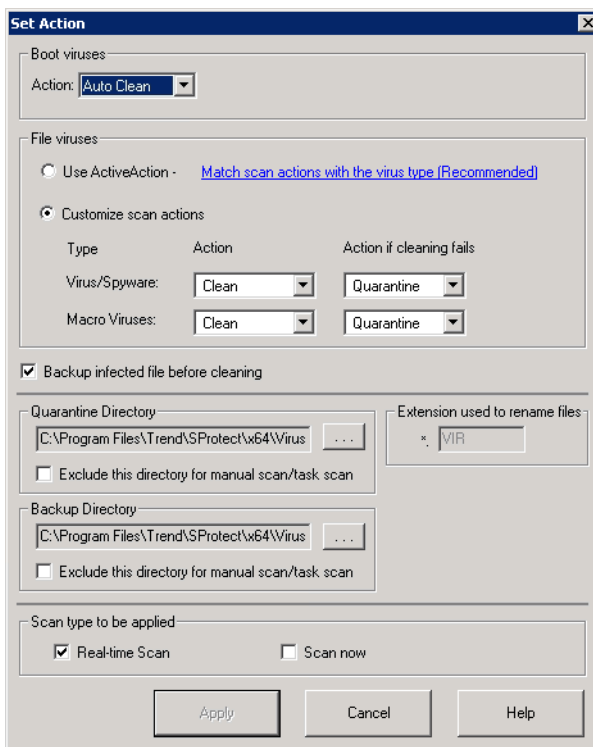 Set Action
Boot viruses
Action: Auto Clean
File viruses
Use ActiveAction - Match scan actions with the virus type (Recommended)
Customize scan actions
Type Action Action if cleaning fails
Virus/Spyware: Clean Quarantine
Macro Viruses: Clean Quarantine
Backup infected file before cleaning
Quarantine Directory
C:\Program Files\Trend\SProtect\x64\Virus ...
Exclude this directory for manual scan/task scan
Extension used to rename files
*. VIR
Backup Directory
C:\Program Files\Trend\SProtect\x64\Virus ...
Exclude this directory for manual scan/task scan
Scan type to be applied
Real-time Scan Scan now
Apply Cancel Help